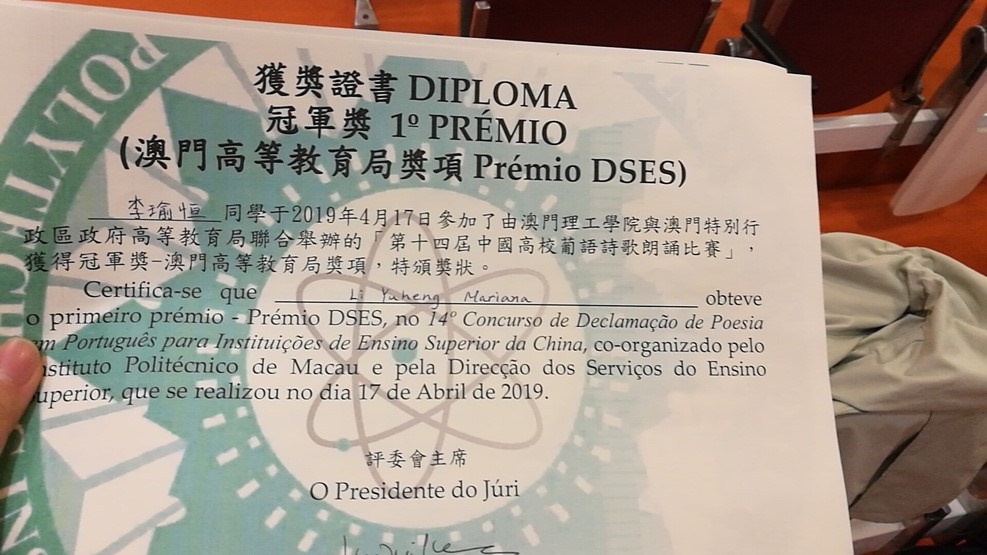 獲獎證書 DIPLOMA
冠軍獎 1º PRÉMIO
(澳門高等教育局獎項 Prémio DSES)
李瑜恒 同學于2019年4月17日參加了由澳門理工學院與澳門特別行
政區政府高等教育局聯合舉辦的「第十四屆中國高校葡語詩歌朗誦比賽」,
獲得冠軍獎-澳門高等教育局獎項,特頒獎狀。
Certifica-se que Li Yuheng Mariana obteve
o primeiro prémio - Prémio DSES, no 14º Concurso de Declamação de Poesia
em Português para Instituições de Ensino Superior da China, co-organizado pelo
Instituto Politécnico de Macau e pela Direcção dos Serviços do Ensino
Superior, que se realizou no dia 17 de Abril de 2019.
評委會主席
O Presidente do Júri